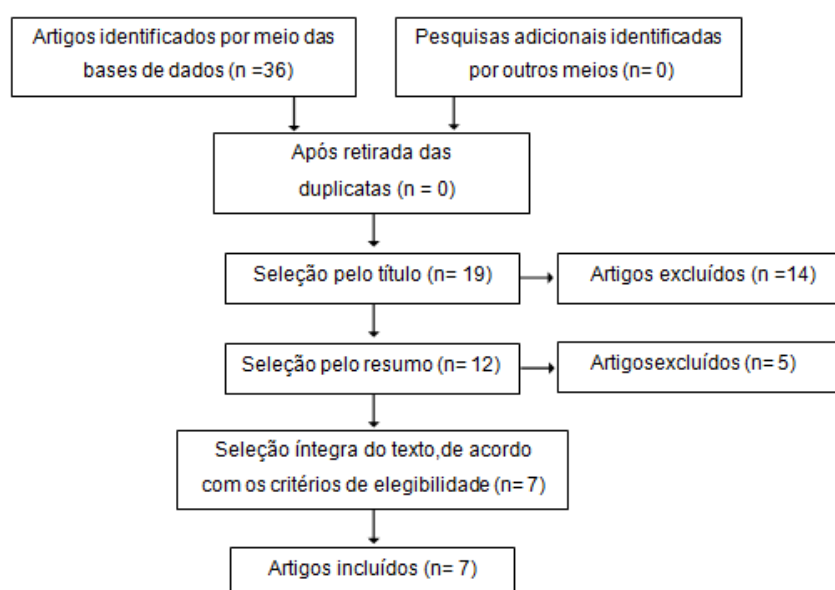 Artigos identificados por meio das
bases de dados (n =36)
Pesquisas adicionais identificadas
por outros meios (n= 0)
Após retirada das
duplicatas (n = 0)
Seleção pelo título (n= 19)
Artigos excluídos (n =14)
Seleção pelo resumo (n= 12)
Artigosexcluídos (n= 5)
Seleção íntegra do texto,de acordo
com os critérios de elegibilidade (n= 7)
Artigos incluídos (n= 7)